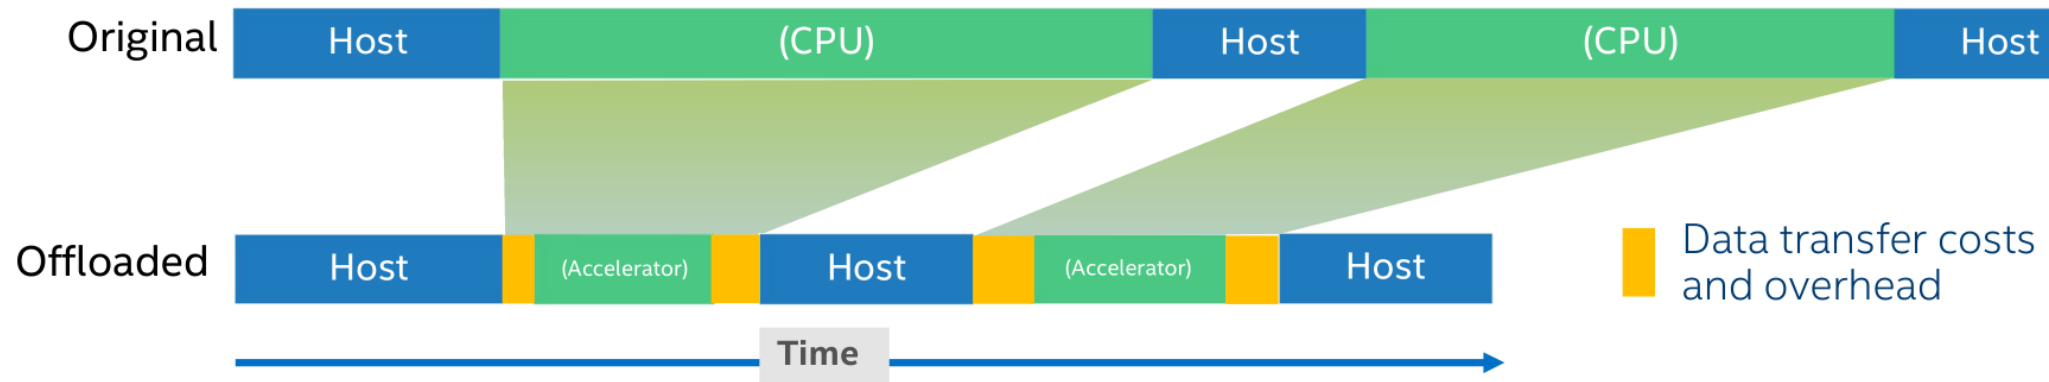 Original Host (CPU) Host (CPU) Host
Offloaded Host (Accelerator) Host (Accelerator) Host
Data transfer costs
and overhead
Time